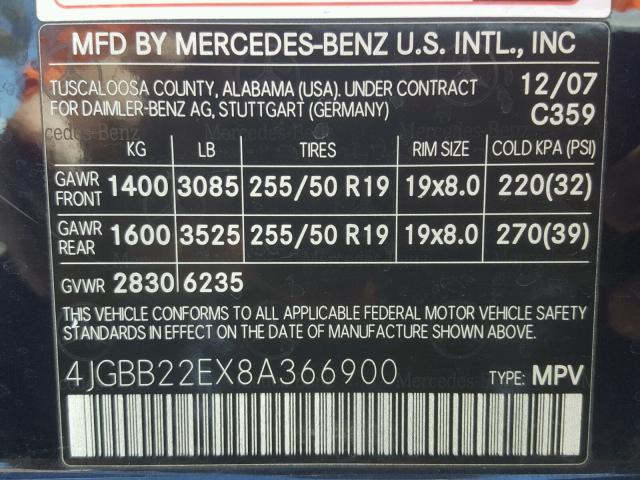 MFD BY MERCEDES-BENZ U.S. INTL., INC
TUSCALOOSA COUNTY, ALABAMA (USA). UNDER CONTRACT 12/07
FOR DAIMLER-BENZ AG, STUTTGART (GERMANY) C359
KG LB TIRES RIM SIZE COLD KPA (PSI)
GAWR FRONT 1400 3085 255/50 R19 19x8.0 220(32)
GAWR REAR 1600 3525 255/50 R19 19x8.0 270(39)
GVWR 2830 6235
THIS VEHICLE CONFORMS TO ALL APPLICABLE FEDERAL MOTOR VEHICLE SAFETY
STANDARDS IN EFFECT ON THE DATE OF MANUFACTURE SHOWN ABOVE.
4JGBB22EX8A366900 TYPE: MPV